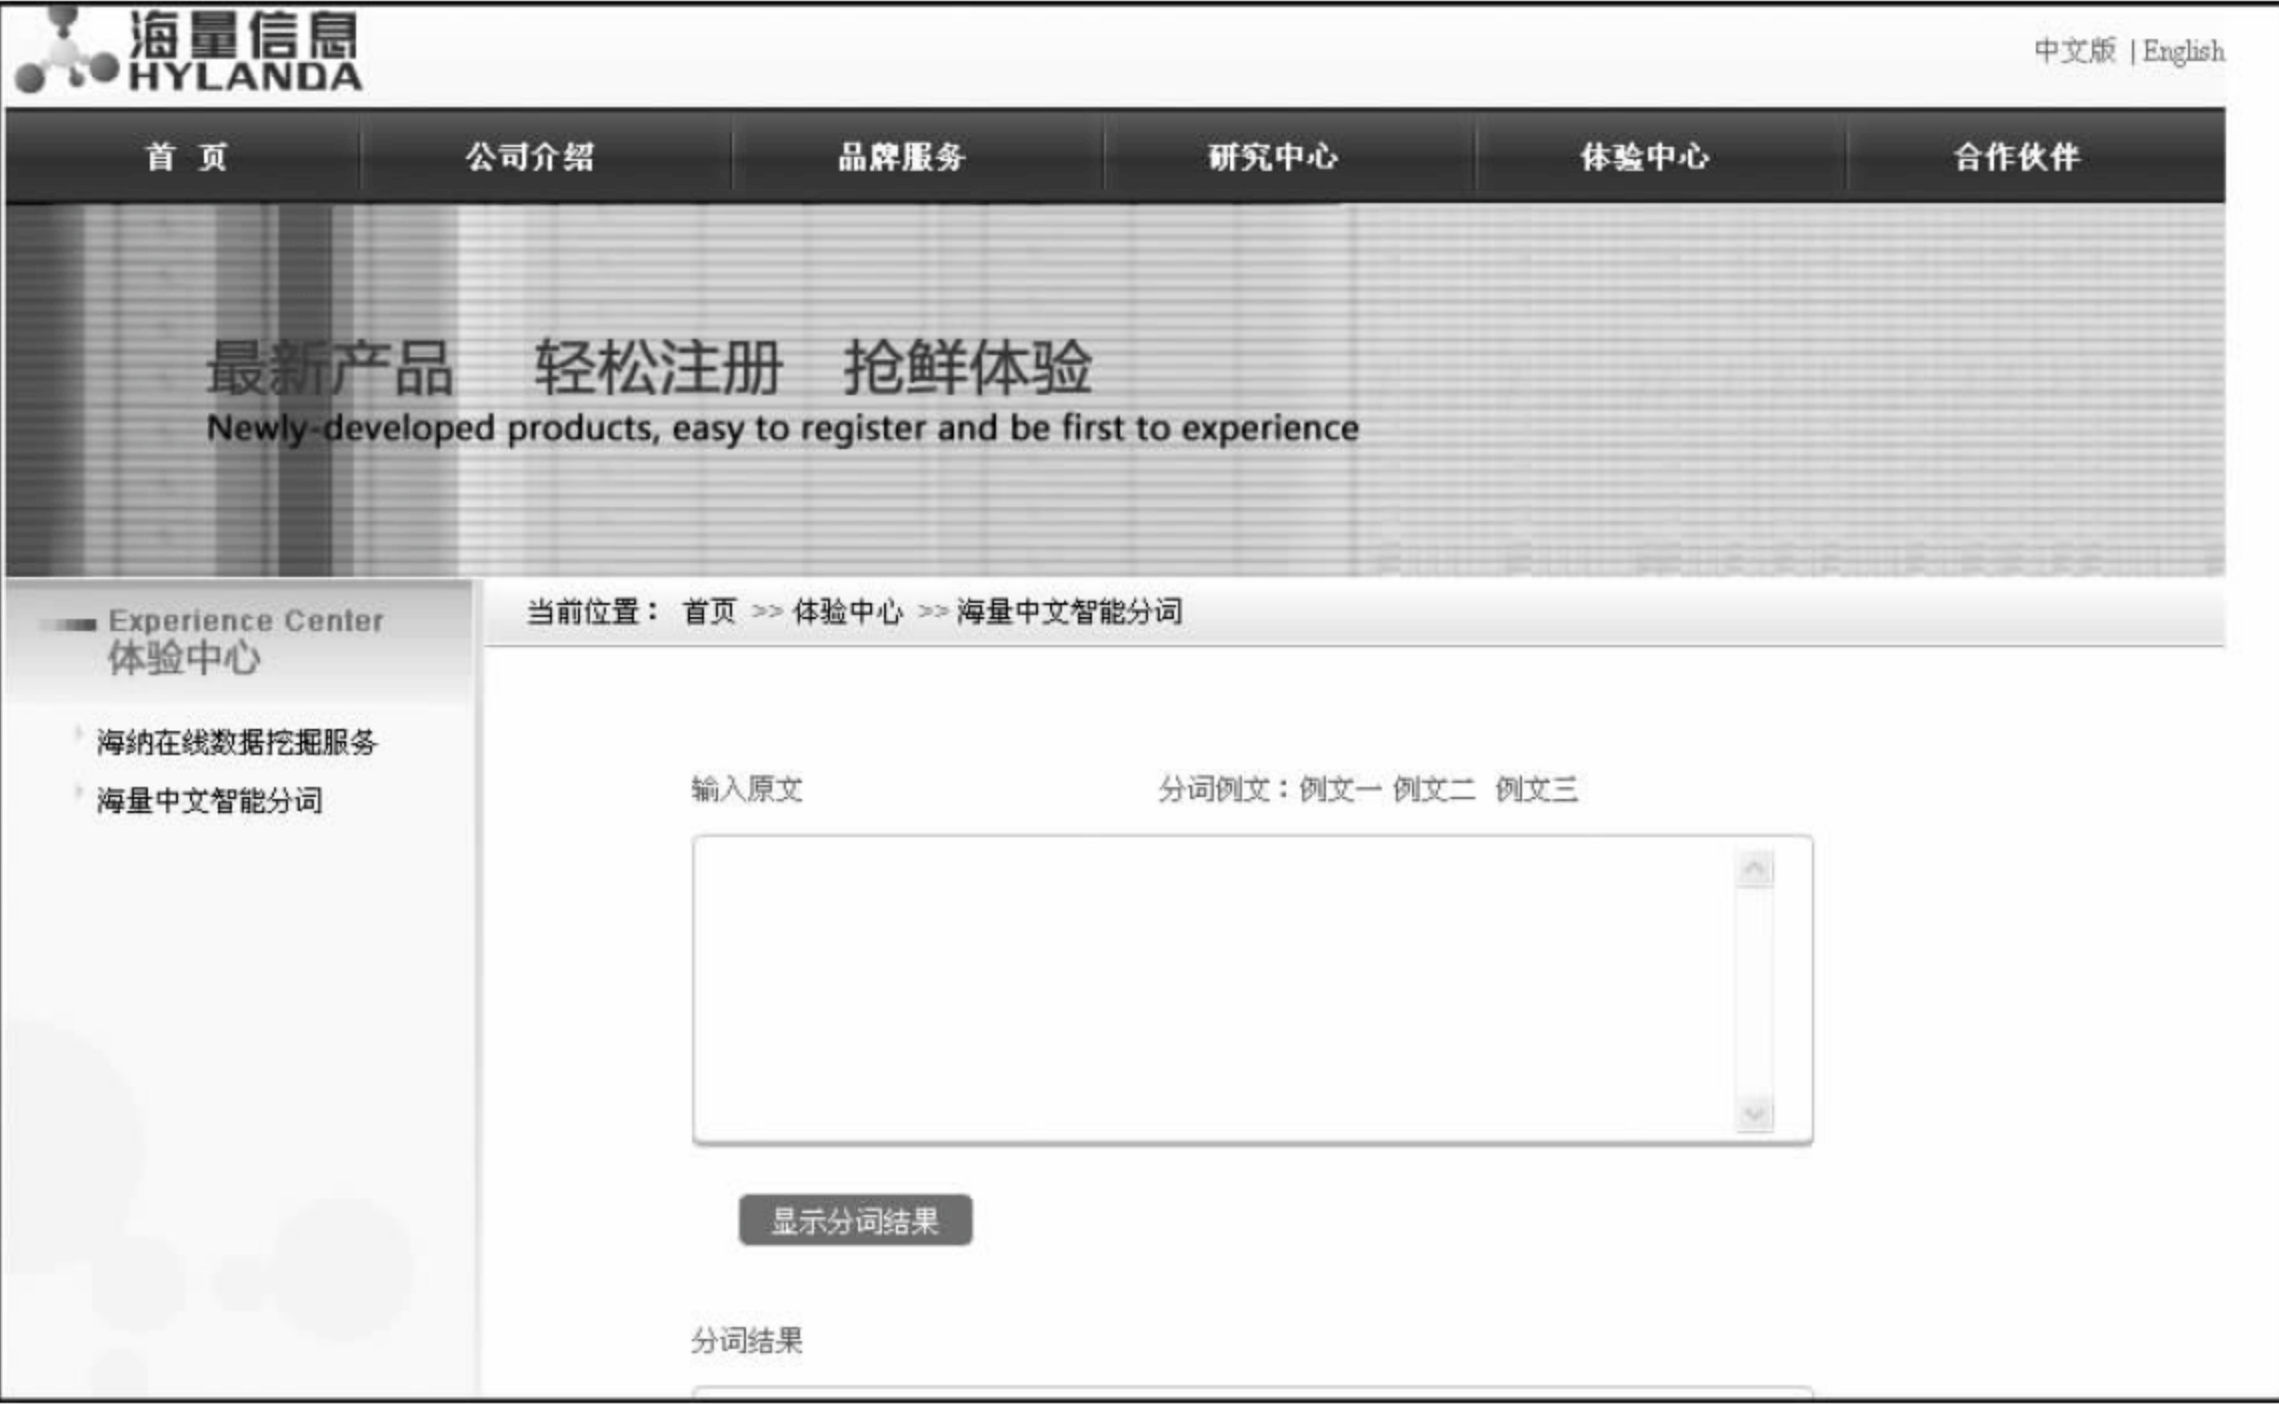 海量信息
HYLANDA
中文版 | English
首 页 公司介绍 品牌服务 研究中心 体验中心 合作伙伴
最新产品 轻松注册 抢鲜体验
Newly-developed products, easy to register and be first to experience
Experience Center
体验中心
海纳在线数据挖掘服务
海量中文智能分词
当前位置： 首页 >> 体验中心 >> 海量中文智能分词
输入原文 分词例文：例文一 例文二 例文三
显示分词结果
分词结果